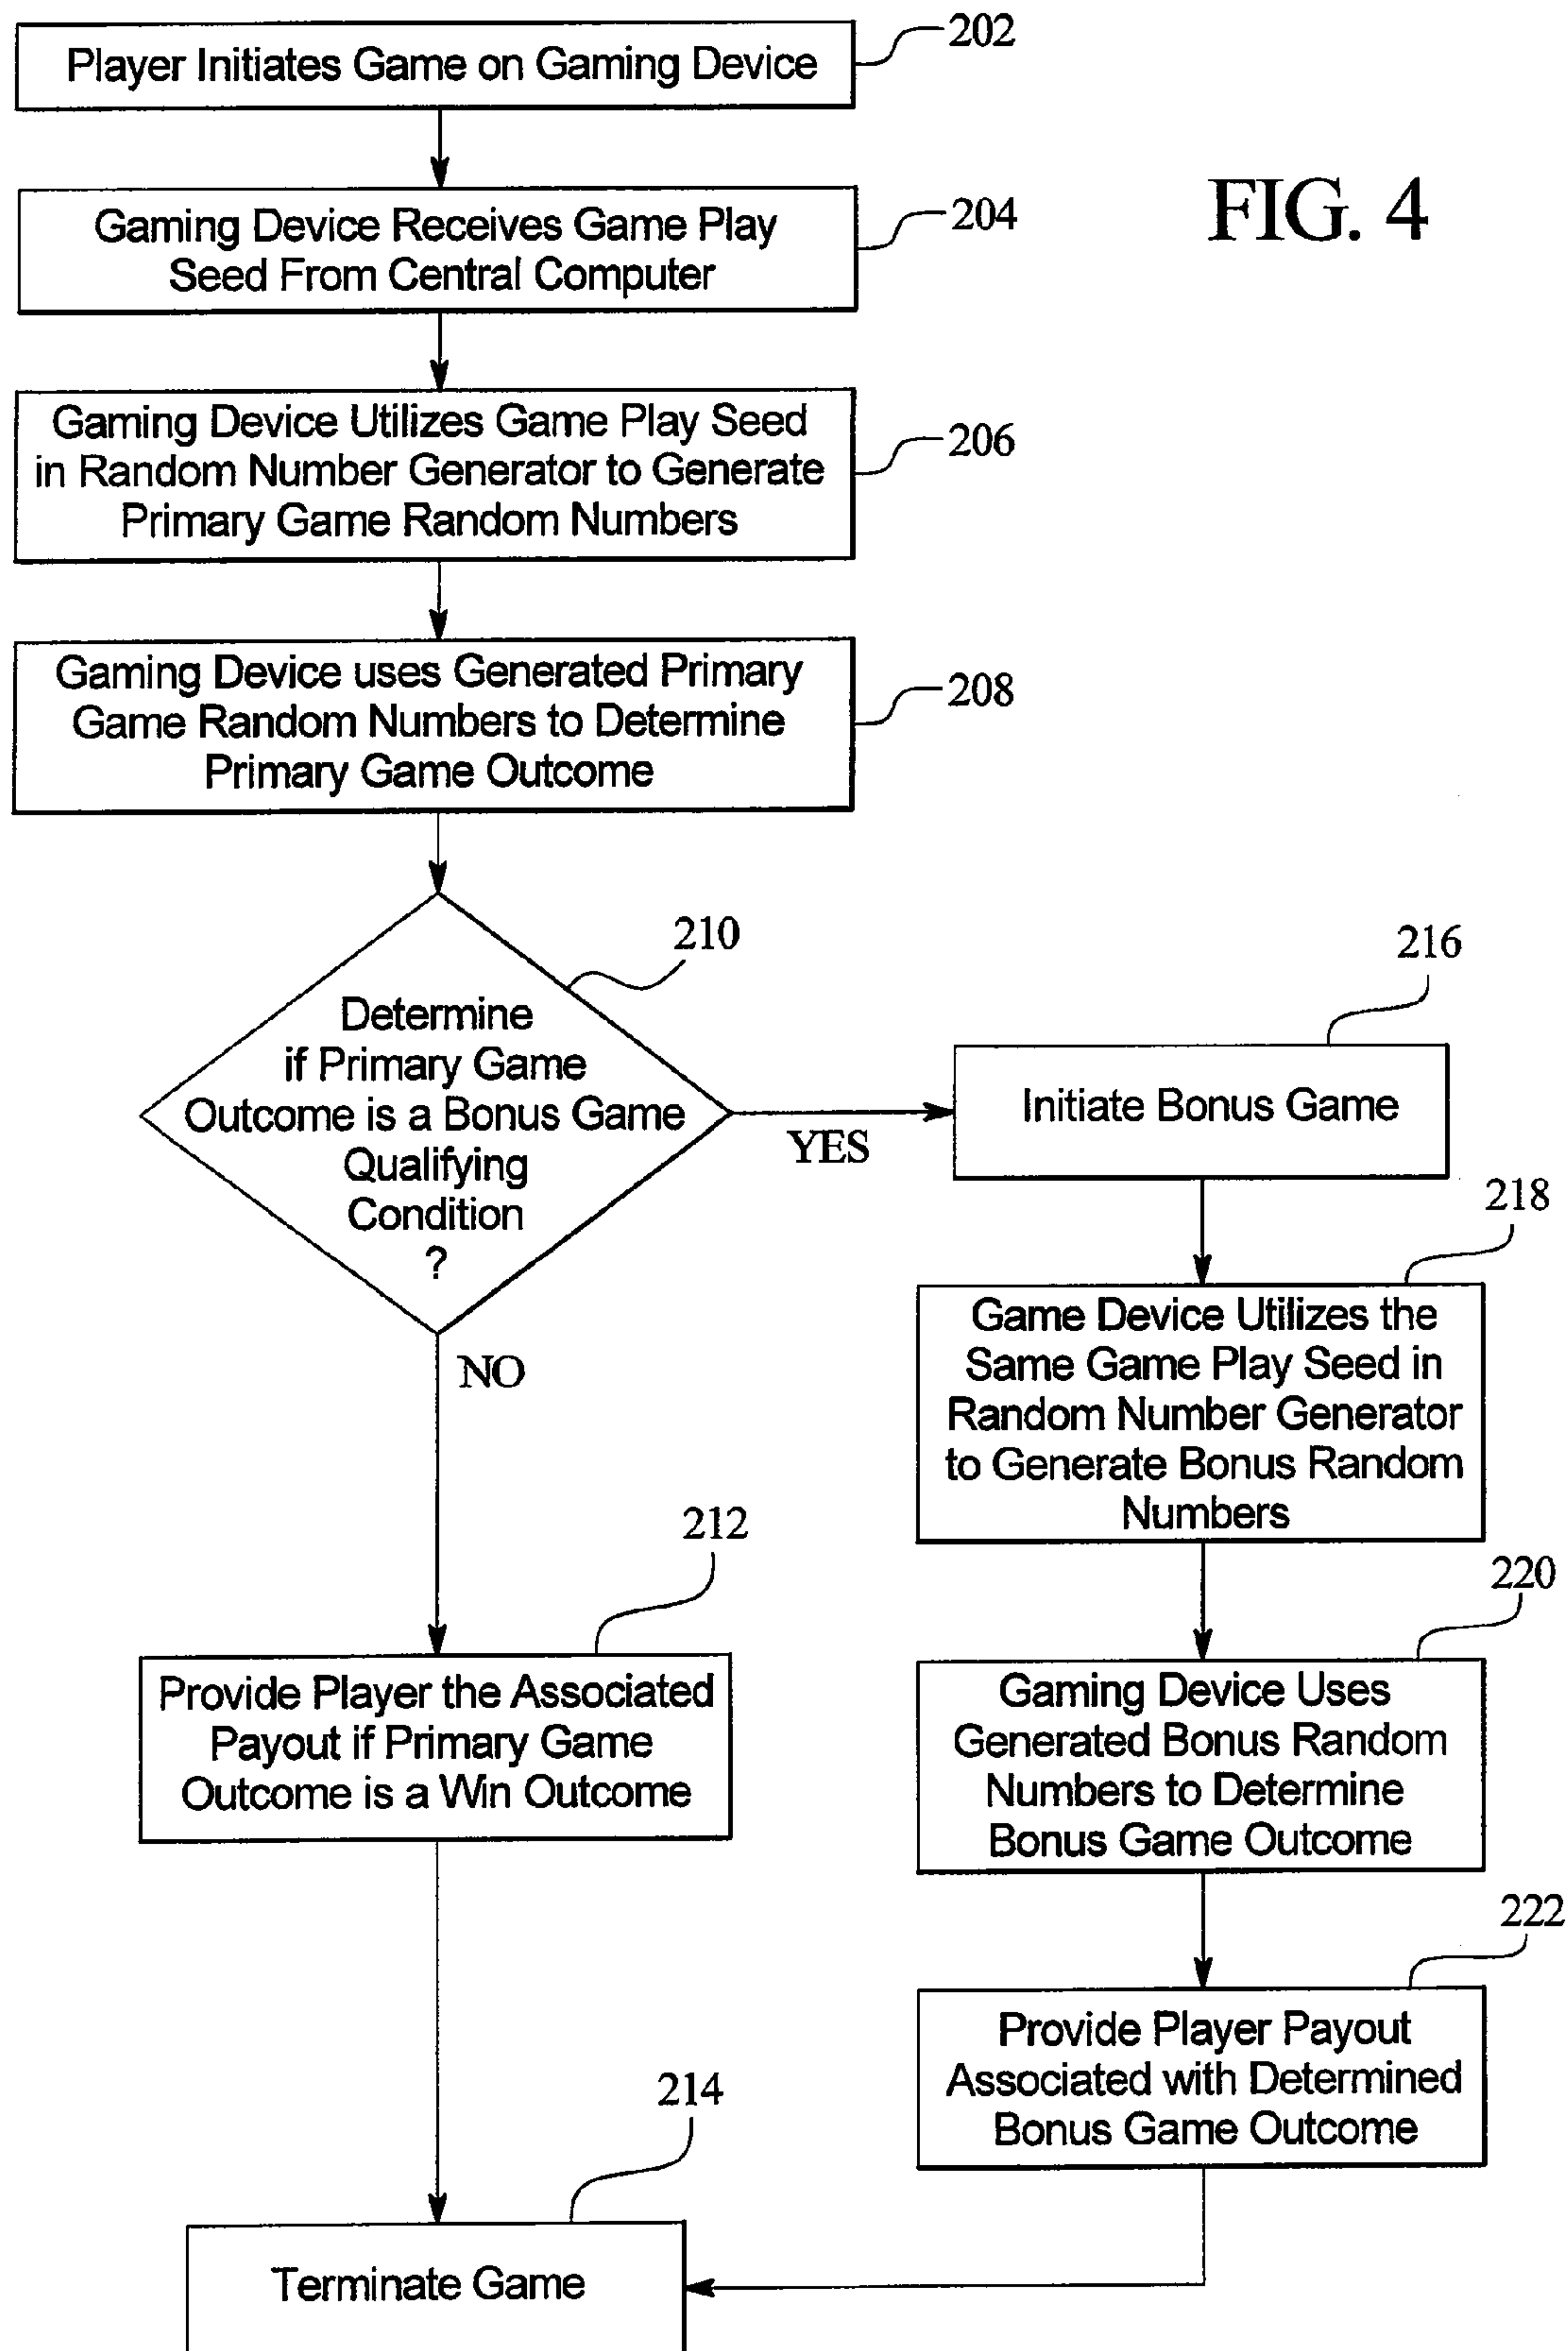 202
Player Initiates Game on Gaming Device
204
Gaming Device Receives Game Play
Seed From Central Computer
FIG. 4
Gaming Device Utilizes Game Play Seed
in Random Number Generator to Generate
Primary Game Random Numbers
206
Gaming Device uses Generated Primary
Game Random Numbers to Determine
Primary Game Outcome
208
210
Determine
if Primary Game
Outcome is a Bonus Game
Qualifying
Condition
?
YES
NO
216
Initiate Bonus Game
218
Game Device Utilizes the
Same Game Play Seed in
Random Number Generator
to Generate Bonus Random
Numbers
212
Provide Player the Associated
Payout if Primary Game
Outcome is a Win Outcome
220
Gaming Device Uses
Generated Bonus Random
Numbers to Determine
Bonus Game Outcome
222
Provide Player Payout
Associated with Determined
Bonus Game Outcome
214
Terminate Game